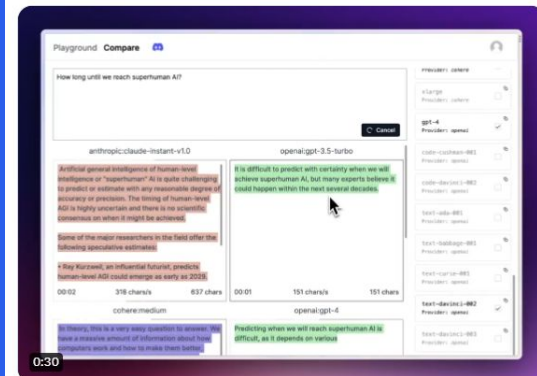 Playground Compare
How long until we reach superhuman AI?
Cancel
anthropic:claude-instant-v1.0
Artificial general intelligence of human-level
intelligence or "superhuman" AI is quite challenging
to predict or estimate with any reasonable degree of
accuracy or precision. The timing of human-level
AGI is highly uncertain and there is no scientific
consensus on when it might be achieved.
Some of the major researchers in the field offer the
following speculative estimates:
• Ray Kurzweil, an influential futurist, predicts
human-level AGI could emerge as early as 2029.
00:02 316 chars/s 637 chars
openai:gpt-3.5-turbo
It is difficult to predict with certainty when we will
achieve superhuman AI, but many experts believe it
could happen within the next several decades.
00:01 151 chars/s 151 chars
cohere:medium
In theory, this is a very easy question to answer. We
have a massive amount of information about how
computers work and how to make them better.
openai:gpt-4
Predicting when we will reach superhuman AI is
difficult, as it depends on various
Provider: cohere
xlarge
Provider: cohere
gpt-4
Provider: openai
code-cushman-001
Provider: openai
code-davinci-002
Provider: openai
text-ada-001
Provider: openai
text-babbage-001
Provider: openai
text-curie-001
Provider: openai
text-davinci-002
Provider: openai
text-davinci-003
Provider: openai
0:30